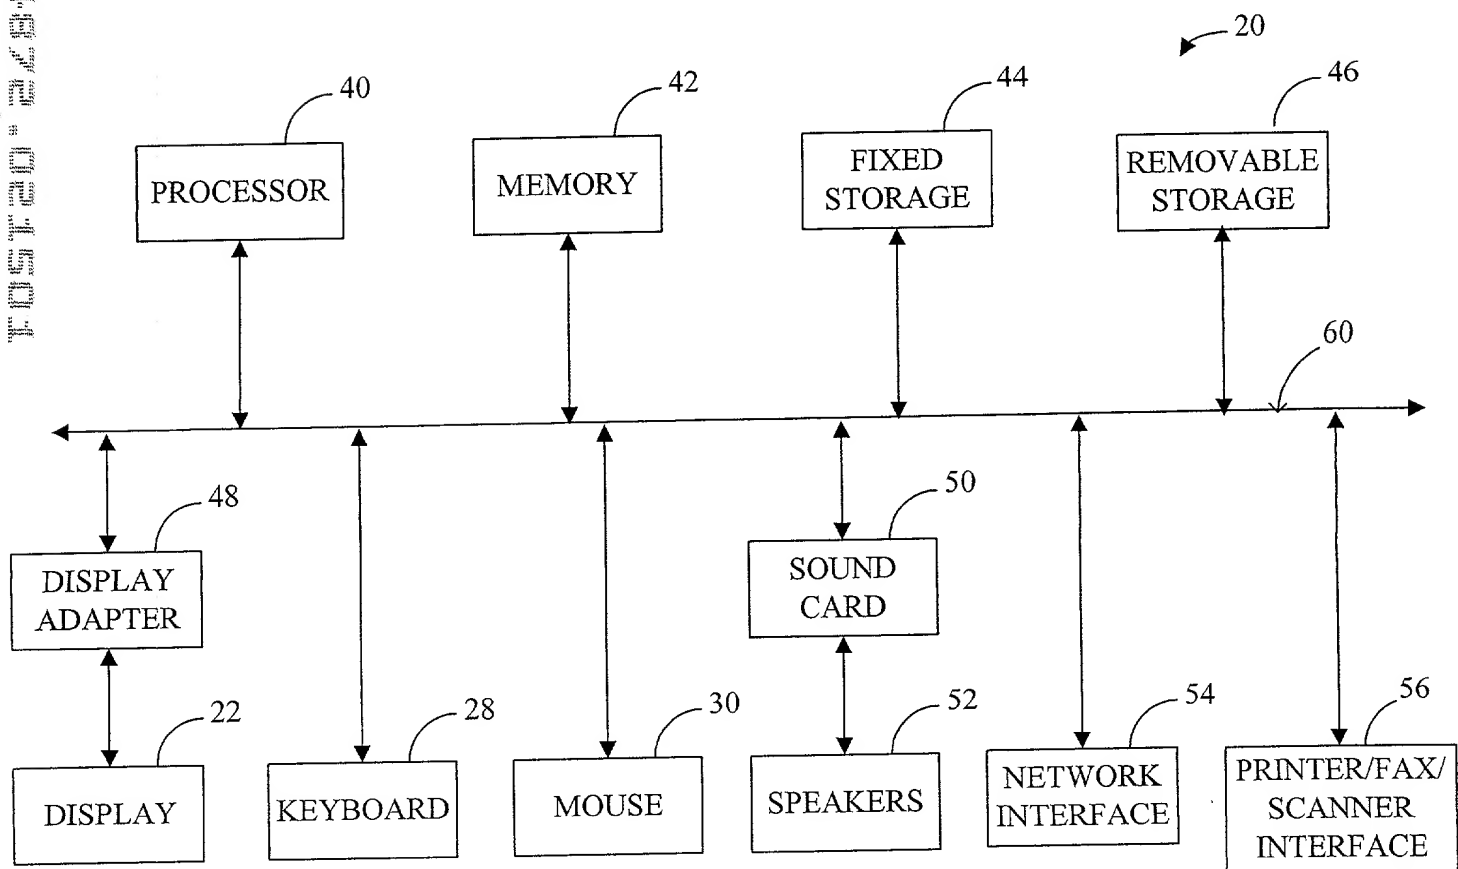 20
40
42
44
46
PROCESSOR
MEMORY
FIXED
STORAGE
REMOVABLE
STORAGE
60
48
50
DISPLAY
ADAPTER
SOUND
CARD
22
28
30
52
54
56
DISPLAY
KEYBOARD
MOUSE
SPEAKERS
NETWORK
INTERFACE
PRINTER/FAX/
SCANNER
INTERFACE